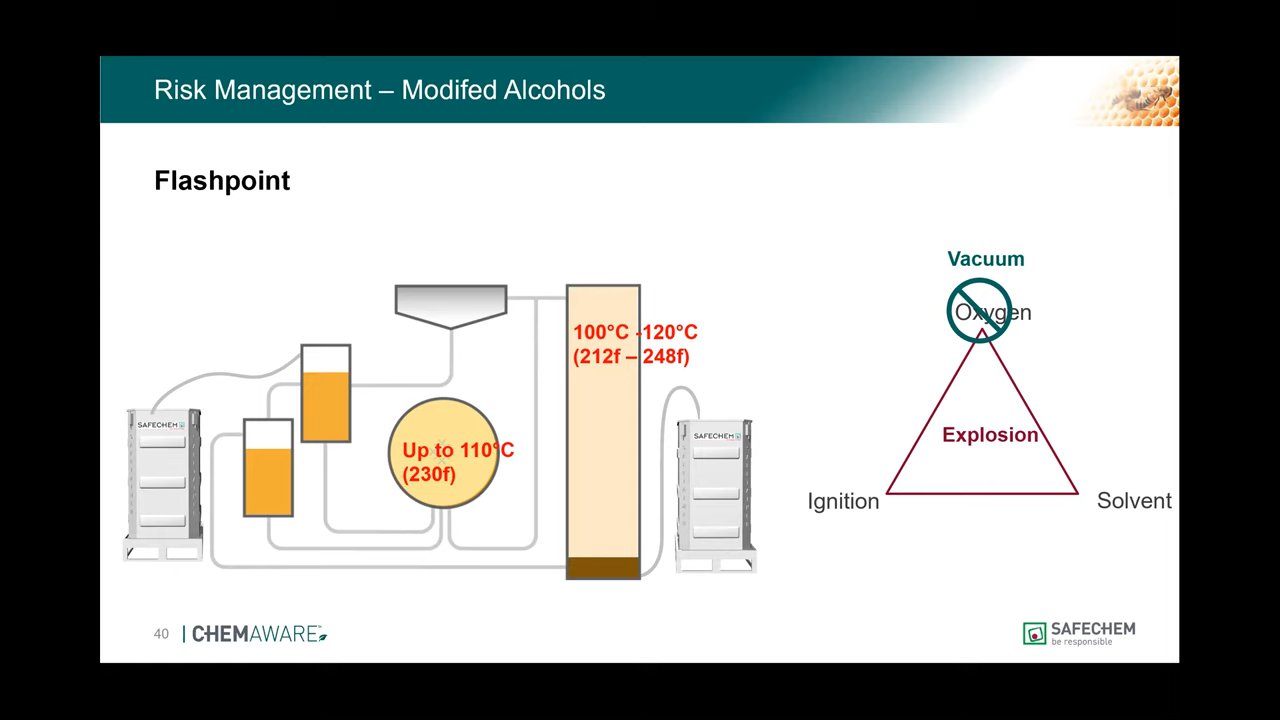 Risk Management – Modifed Alcohols
Flashpoint
Vacuum
Oxygen
100°C -120°C
(212f – 248f)
Explosion
Up to 110°C
(230f)
SAFECHEM
SAFECHEM
Ignition
Solvent
40
CHEMAWARE
SAFECHEM
be responsible